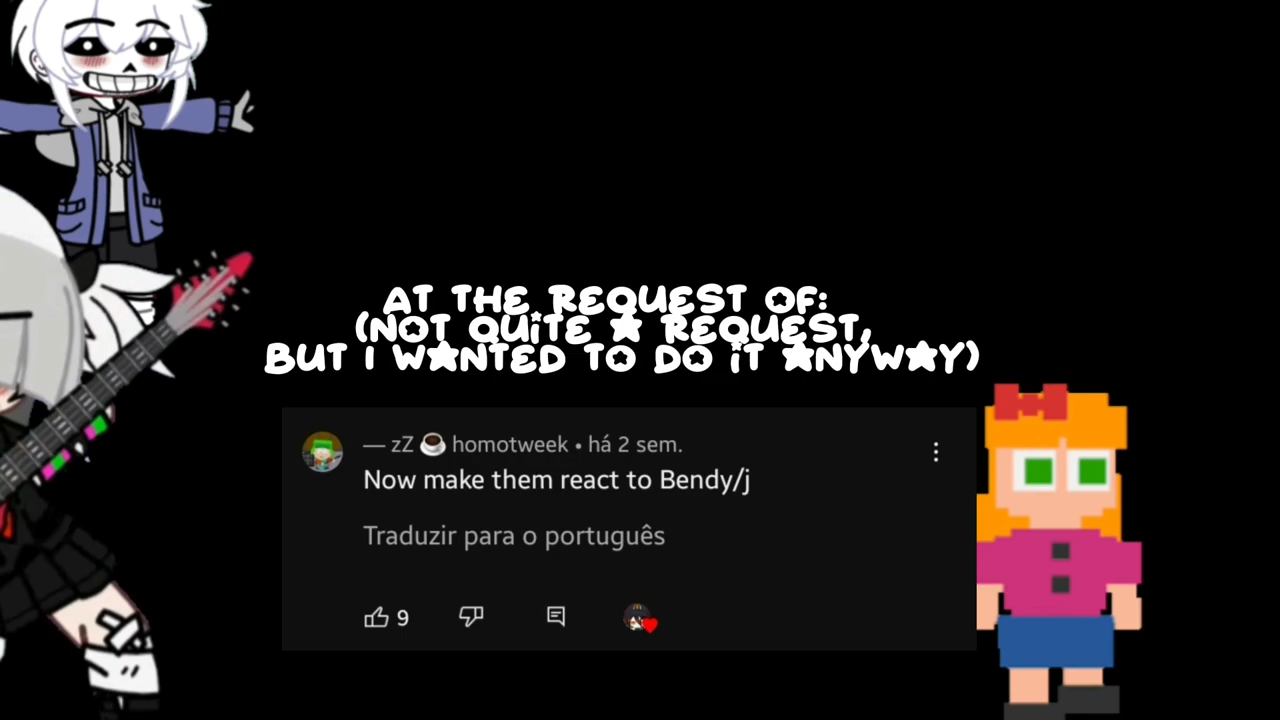 AT THE REQUEST OF:
(NOT QUITE A REQUEST,
BUT I WANTED TO DO IT ANYWAY)
— zZ ☕ homotweek • há 2 sem.
Now make them react to Bendy/j
Traduzir para o português
9